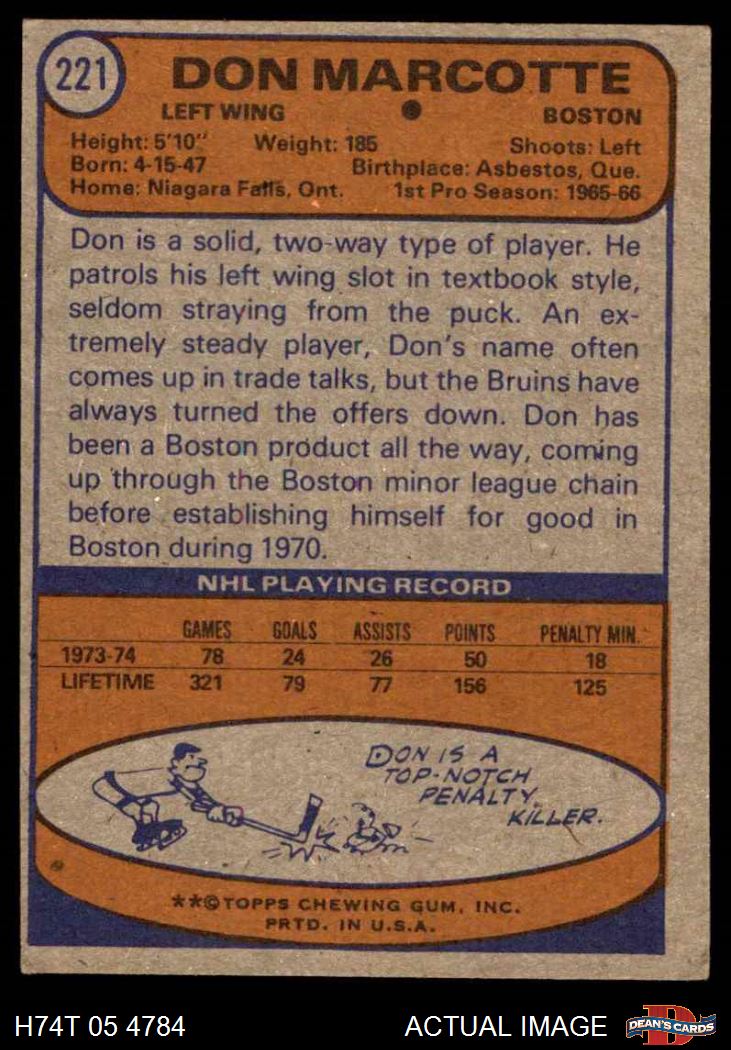 221
DON MARCOTTE
LEFT WING
BOSTON
Height: 5'10" Weight: 185 Shoots: Left
Born: 4-15-47 Birthplace: Asbestos, Que.
Home: Niagara Falls, Ont. 1st Pro Season: 1965-66
Don is a solid, two-way type of player. He
patrols his left wing slot in textbook style,
seldom straying from the puck. An ex-
tremely steady player, Don's name often
comes up in trade talks, but the Bruins have
always turned the offers down. Don has
been a Boston product all the way, coming
up through the Boston minor league chain
before establishing himself for good in
Boston during 1970.
NHL PLAYING RECORD
GAMES GOALS ASSISTS POINTS PENALTY MIN.
1973-74 78 24 26 50 18
LIFETIME 321 79 77 156 125
DON IS A
TOP-NOTCH
PENALTY
KILLER.
**©TOPPS CHEWING GUM, INC.
PRTD. IN U.S.A.
H74T 05 4784 ACTUAL IMAGE
D
DEAN'S CARDS